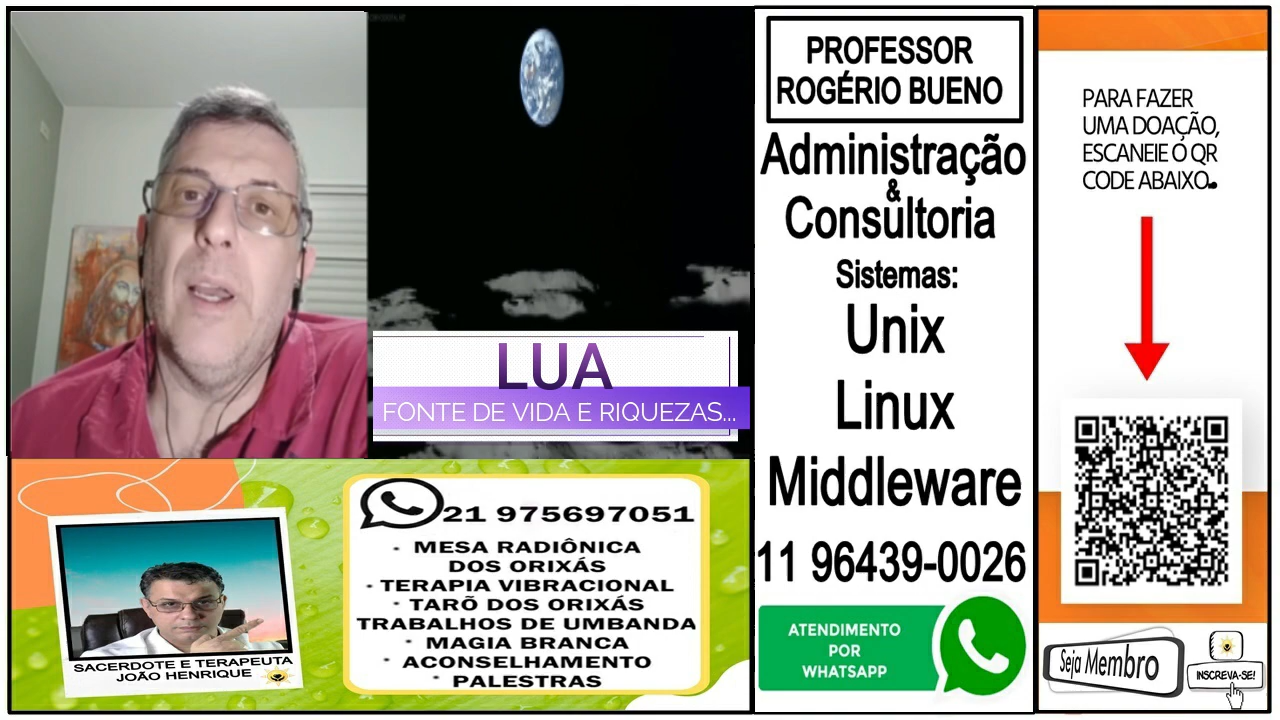 LUA
FONTE DE VIDA E RIQUEZAS...
SACERDOTE E TERAPEUTA
JOÃO HENRIQUE
21 975697051
· MESA RADIÔNICA
DOS ORIXÁS
· TERAPIA VIBRACIONAL
· TARÕ DOS ORIXÁS
TRABALHOS DE UMBANDA
· MAGIA BRANCA
· ACONSELHAMENTO
· PALESTRAS
PROFESSOR
ROGÉRIO BUENO
Administração
&
Consultoria
Sistemas:
Unix
Linux
Middleware
11 96439-0026
ATENDIMENTO
POR
WHATSAPP
PARA FAZER
UMA DOAÇÃO,
ESCANEIE O QR
CODE ABAIXO..
Seja Membro
INSCREVA-SE!